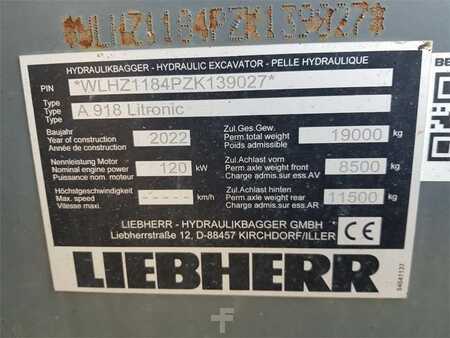 *WLHZ1184PZK139027*
HYDRAULIKBAGGER - HYDRAULIC EXCAVATOR - PELLE HYDRAULIQUE
PIN *WLHZ1184PZK139027*
Type
Type A 918 Litronic
Type
Baujahr
Year of construction 2022
Année de construction
Zul.Ges.Gew.
Perm.total weight 19000 kg
Poids admissible
Nennleistung Motor
Nominal engine power 120 kW
Puissance nom. moteur
Zul.Achslast vorn
Perm.axle weight front 8500 kg
Charge adm.is sur ess.AV
Höchstgeschwindigkeit
Max. speed ----- km/h
Vitesse maxi.
Zul.Achslast hinten
Perm.axle weight rear 11500 kg
Charge admis.sur ess.AR
LIEBHERR - HYDRAULIKBAGGER GMBH
Liebherrstraße 12, D-88457 KIRCHDORF/ILLER
CE
LIEBHERR